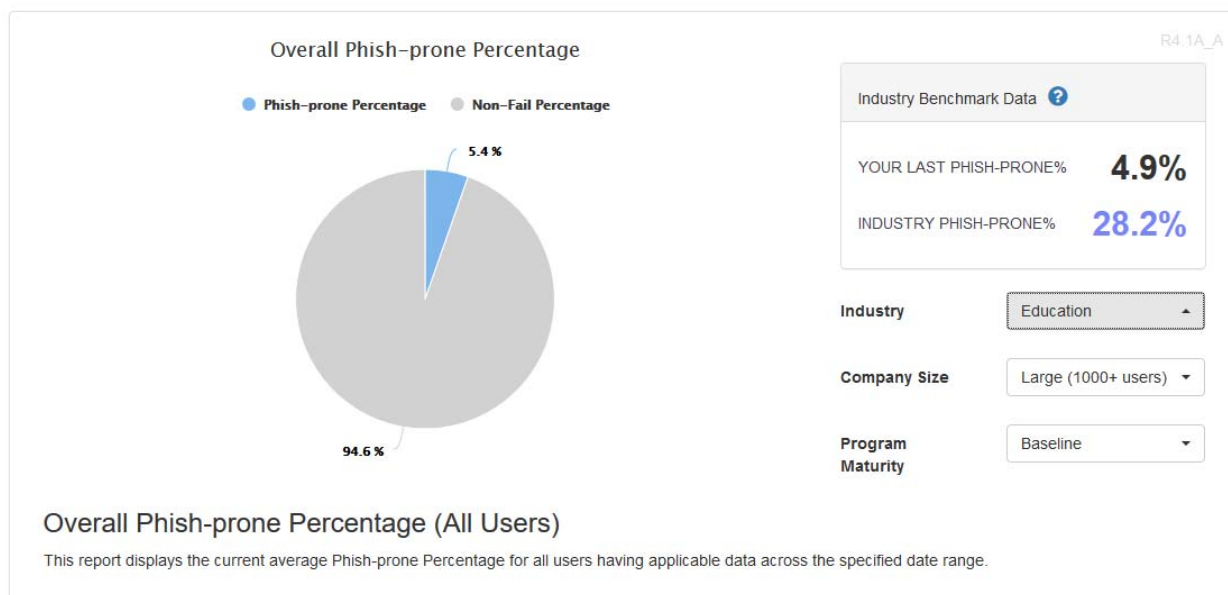 R4.1A_A
Overall Phish-prone Percentage
Phish-prone Percentage Non-Fail Percentage
5.4 %
94.6 %
Industry Benchmark Data ?
YOUR LAST PHISH-PRONE% 4.9%
INDUSTRY PHISH-PRONE% 28.2%
Industry Education
Company Size Large (1000+ users)
Program Baseline
Maturity
Overall Phish-prone Percentage (All Users)
This report displays the current average Phish-prone Percentage for all users having applicable data across the specified date range.